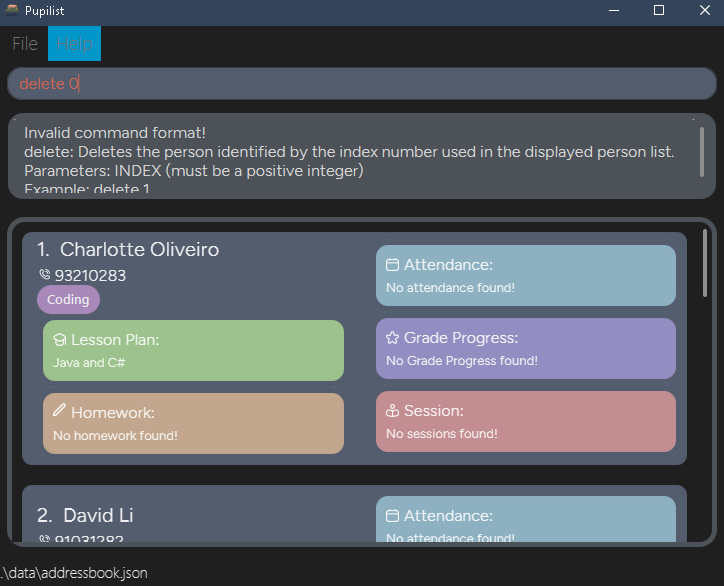 Pupilist
File Help
delete 0
Invalid command format!
delete: Deletes the person identified by the index number used in the displayed person list.
Parameters: INDEX (must be a positive integer)
Example: delete 1
1. Charlotte Oliveiro
93210283
Coding
Lesson Plan:
Java and C#
Homework:
No homework found!
Attendance:
No attendance found!
Grade Progress:
No Grade Progress found!
Session:
No sessions found!
2. David Li
91031282
Attendance:
No attendance found!
.\data\addressbook.json